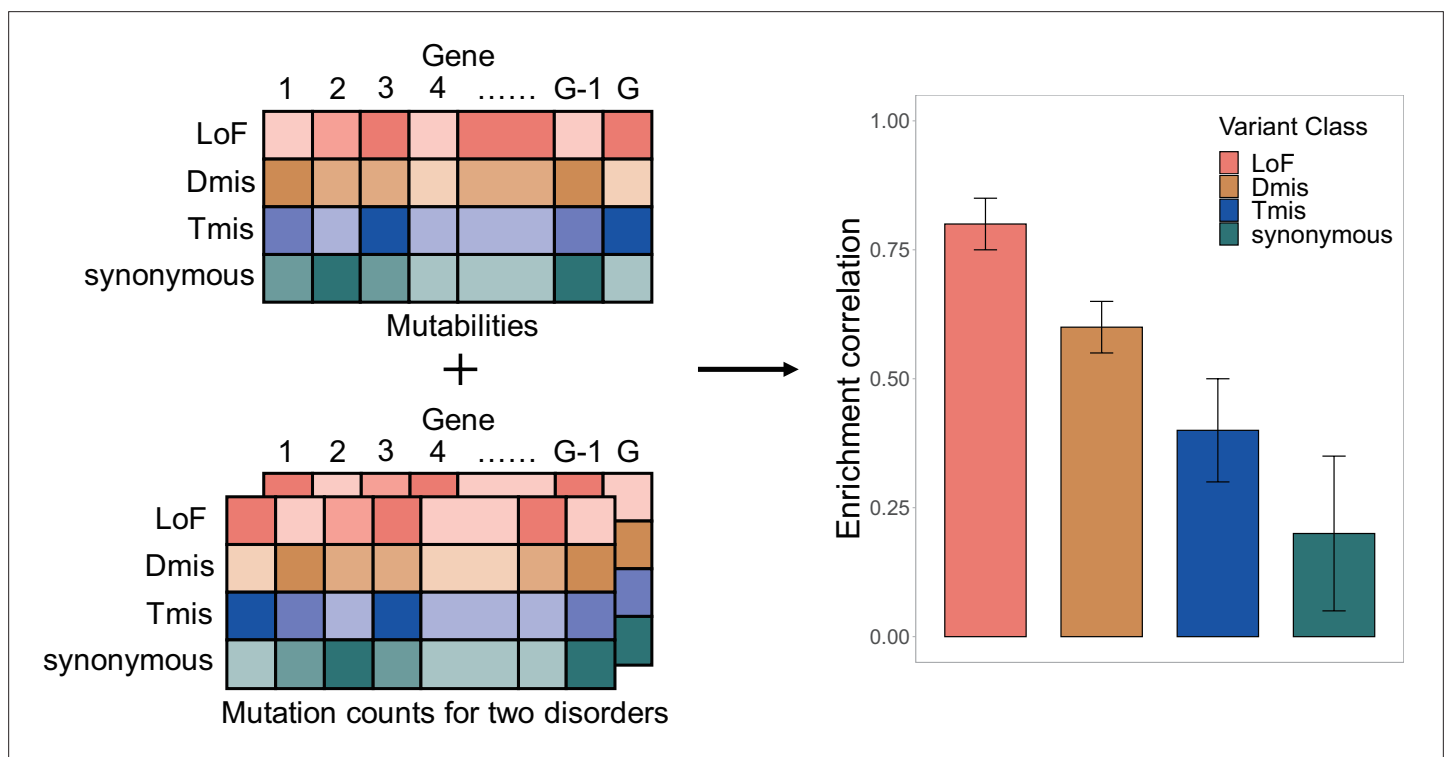 Gene
1 2 3 4 ...... G-1 G
LoF
Dmis
Tmis
synonymous
Mutabilities
+
Gene
1 2 3 4 ...... G-1 G
LoF
Dmis
Tmis
synonymous
Mutation counts for two disorders
Enrichment correlation
1.00
0.75
0.50
0.25
0.00
Variant Class
LoF
Dmis
Tmis
synonymous